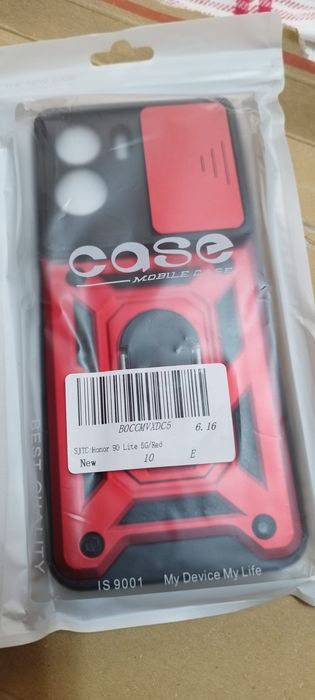 case
MOBILE CASE
B0CCMVXDC5 6.16
SJTC:Honor 90 Lite 5G/Red
New 10 E
BEST QUALITY
IS 9001 My Device My Life